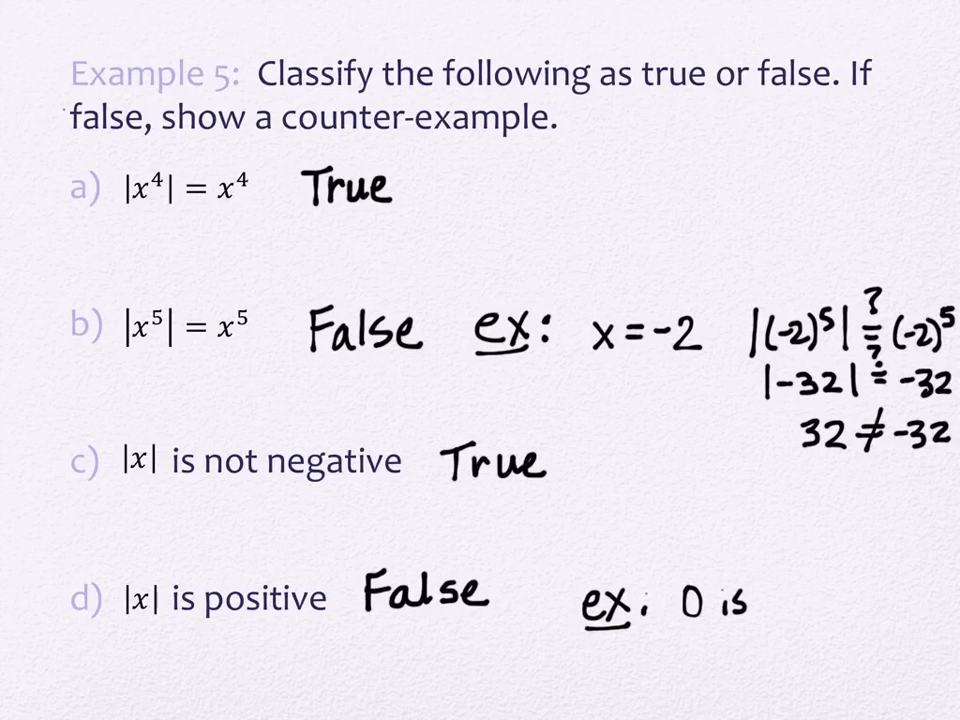 Example 5: Classify the following as true or false. If
false, show a counter-example.
a) |x⁴| = x⁴ True
b) |x⁵| = x⁵ False ex: x = -2 |(-2)⁵| ≟ (-2)⁵
|-32| ≟ -32
32 ≠ -32
c) |x| is not negative True
d) |x| is positive False ex: 0 is